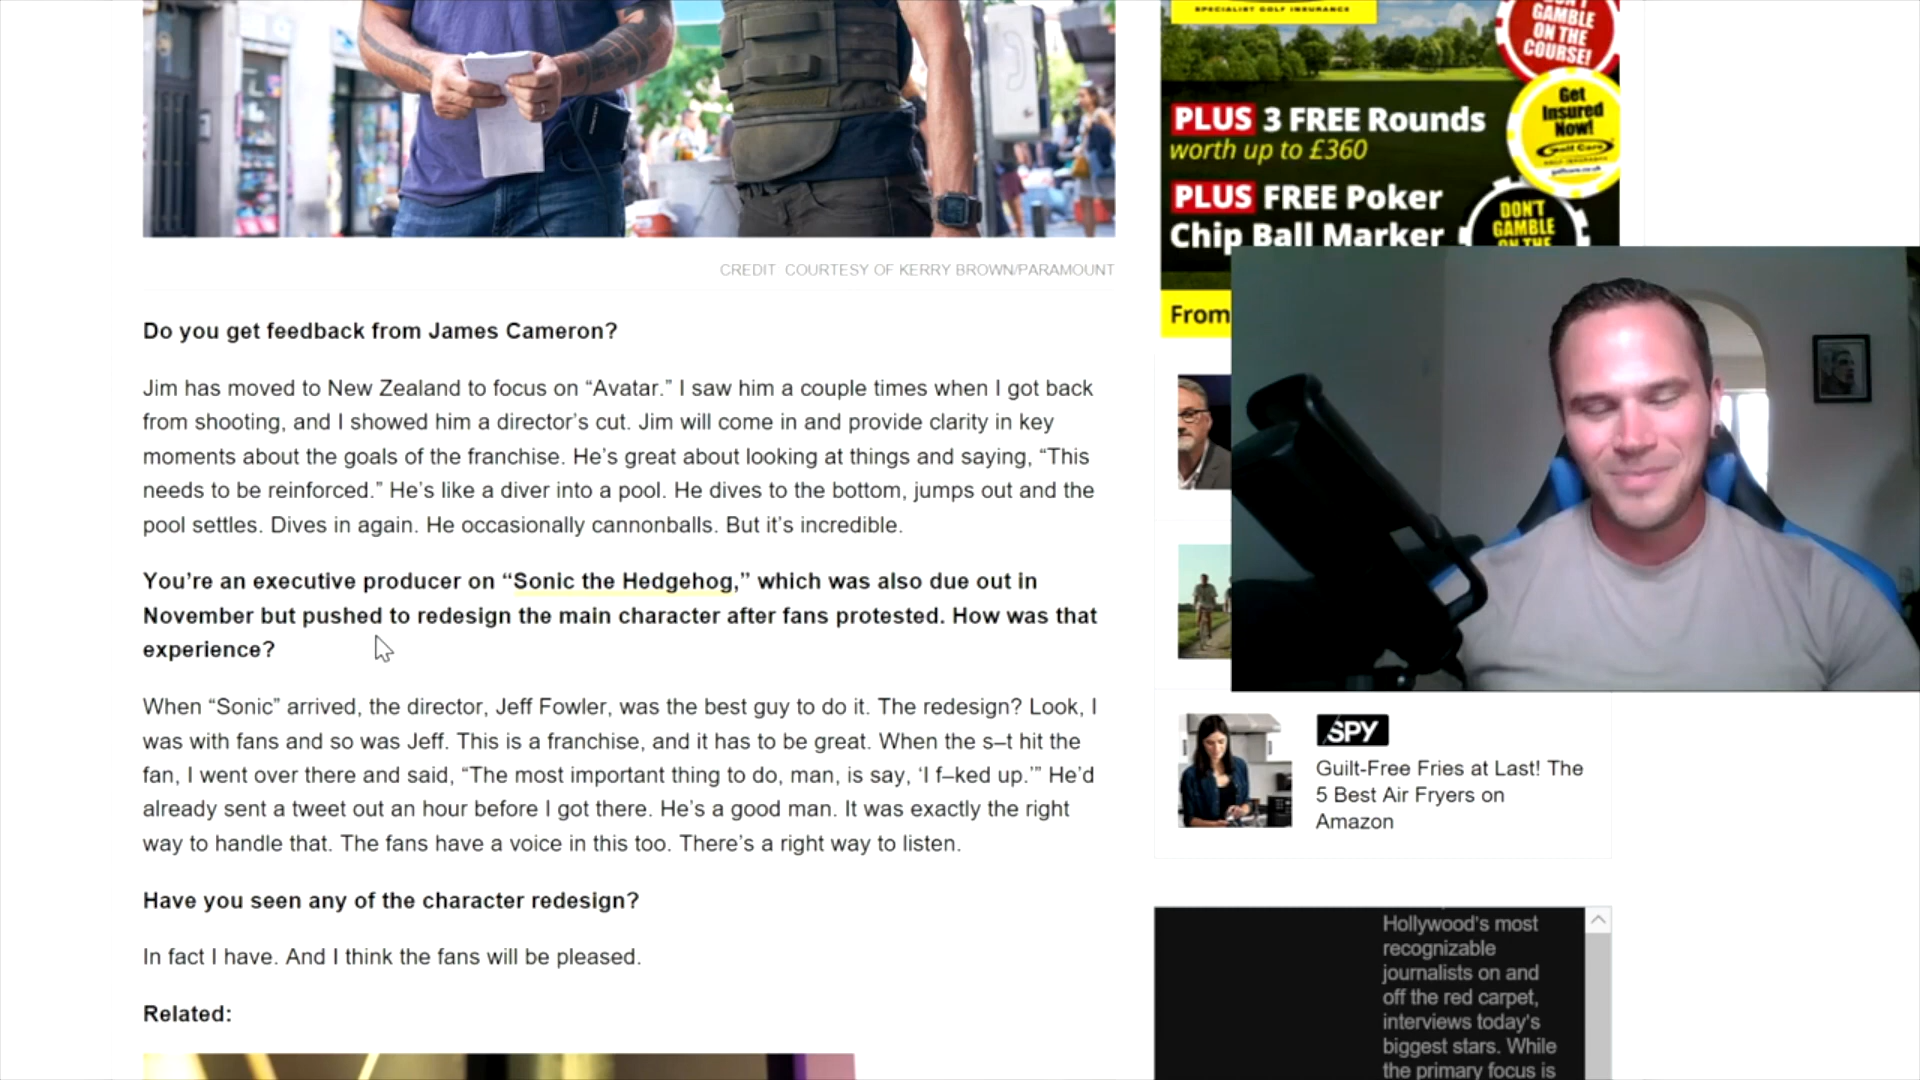 SPECIALIST GOLF INSURANCE
GAMBLE
ON THE
COURSE!
Get
Insured
Now!
Golf Care
PLUS 3 FREE Rounds
worth up to £360
PLUS FREE Poker
Chip Ball Marker
DON'T
GAMBLE
ON THE
From
CREDIT COURTESY OF KERRY BROWN/PARAMOUNT
Do you get feedback from James Cameron?
Jim has moved to New Zealand to focus on “Avatar.” I saw him a couple times when I got back
from shooting, and I showed him a director’s cut. Jim will come in and provide clarity in key
moments about the goals of the franchise. He’s great about looking at things and saying, “This
needs to be reinforced.” He’s like a diver into a pool. He dives to the bottom, jumps out and the
pool settles. Dives in again. He occasionally cannonballs. But it’s incredible.
You’re an executive producer on “Sonic the Hedgehog,” which was also due out in
November but pushed to redesign the main character after fans protested. How was that
experience?
When “Sonic” arrived, the director, Jeff Fowler, was the best guy to do it. The redesign? Look, I
was with fans and so was Jeff. This is a franchise, and it has to be great. When the s–t hit the
fan, I went over there and said, “The most important thing to do, man, is say, ‘I f–ked up.’” He’d
already sent a tweet out an hour before I got there. He’s a good man. It was exactly the right
way to handle that. The fans have a voice in this too. There’s a right way to listen.
Have you seen any of the character redesign?
In fact I have. And I think the fans will be pleased.
Related:
SPY
Guilt-Free Fries at Last! The
5 Best Air Fryers on
Amazon
Hollywood's most
recognizable
journalists on and
off the red carpet,
interviews today's
biggest stars. While
the primary focus is